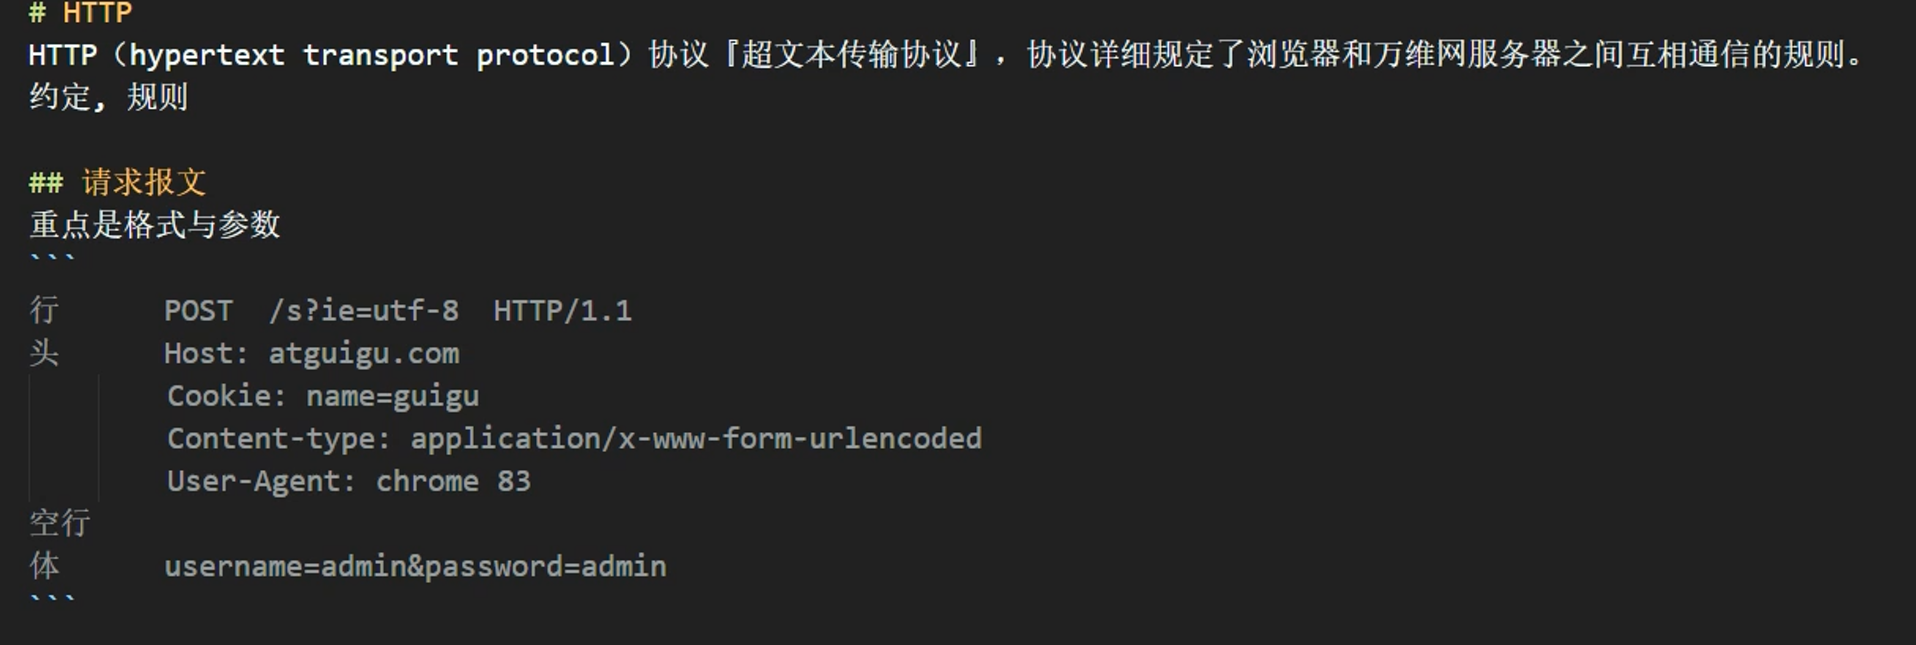 # HTTP
HTTP（hypertext transport protocol）协议『超文本传输协议』，协议详细规定了浏览器和万维网服务器之间互相通信的规则。
约定, 规则
## 请求报文
重点是格式与参数
```
行      POST  /s?ie=utf-8  HTTP/1.1
头      Host: atguigu.com
        Cookie: name=guigu
        Content-type: application/x-www-form-urlencoded
        User-Agent: chrome 83
空行
体      username=admin&password=admin
```